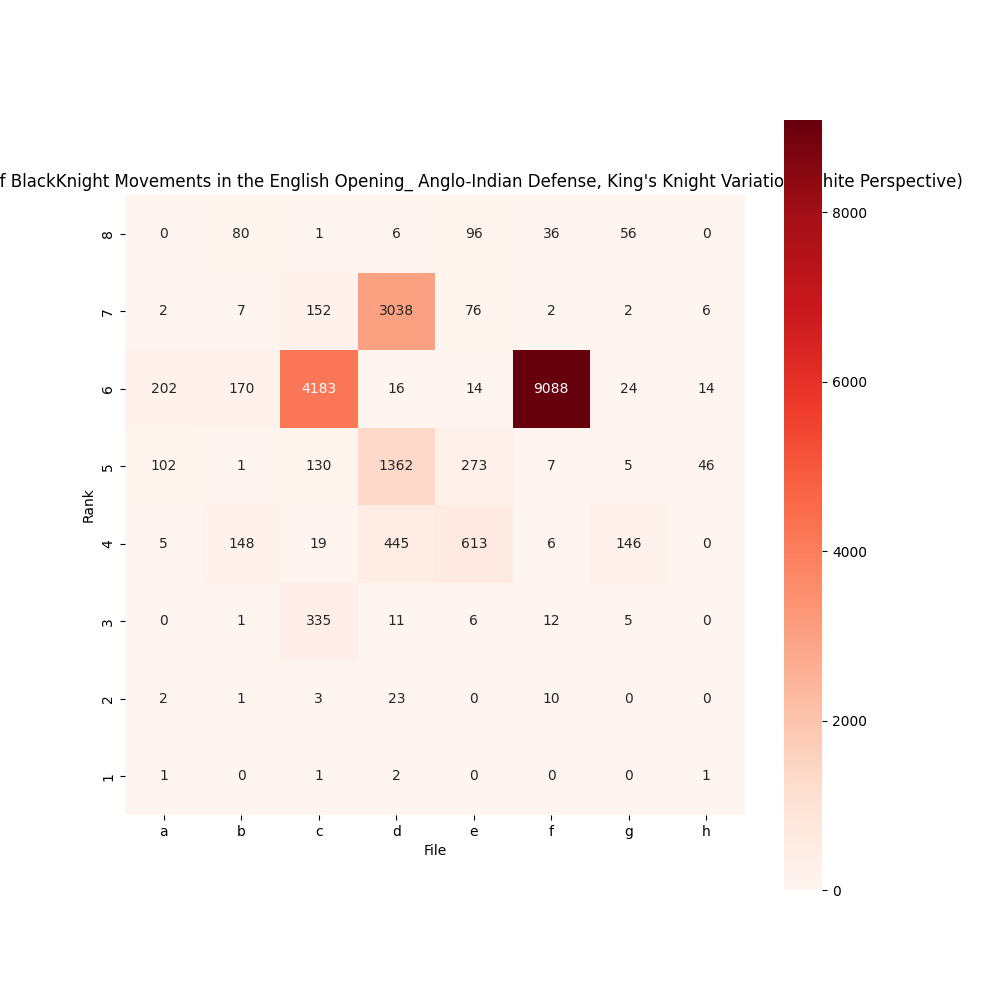 f BlackKnight Movements in the English Opening_ Anglo-Indian Defense, King's Knight Variatio hite Perspective)
8 0 80 1 6 96 36 56 0
8000
7 2 7 152 3038 76 2 2 6
6000
6 202 170 4183 16 14 9088 24 14
5 102 1 130 1362 273 7 5 46
Rank
4 5 148 19 445 613 6 146 0
4000
3 0 1 335 11 6 12 5 0
2 2 1 3 23 0 10 0 0
2000
1 1 0 1 2 0 0 0 1
a b c d e f g h
File
0